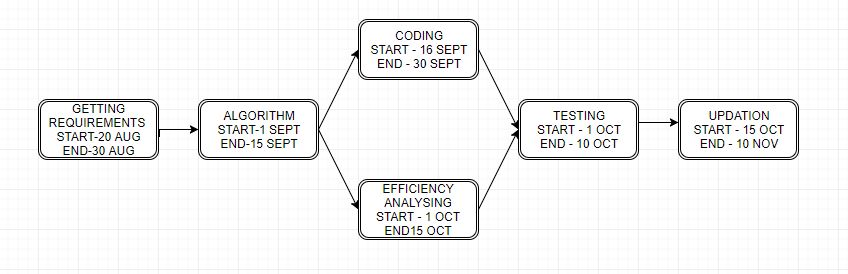 GETTING
REQUIREMENTS
START-20 AUG
END-30 AUG
ALGORITHM
START-1 SEPT
END-15 SEPT
CODING
START - 16 SEPT
END - 30 SEPT
EFFICIENCY
ANALYSING
START - 1 OCT
END15 OCT
TESTING
START - 1 OCT
END - 10 OCT
UPDATION
START - 15 OCT
END - 10 NOV